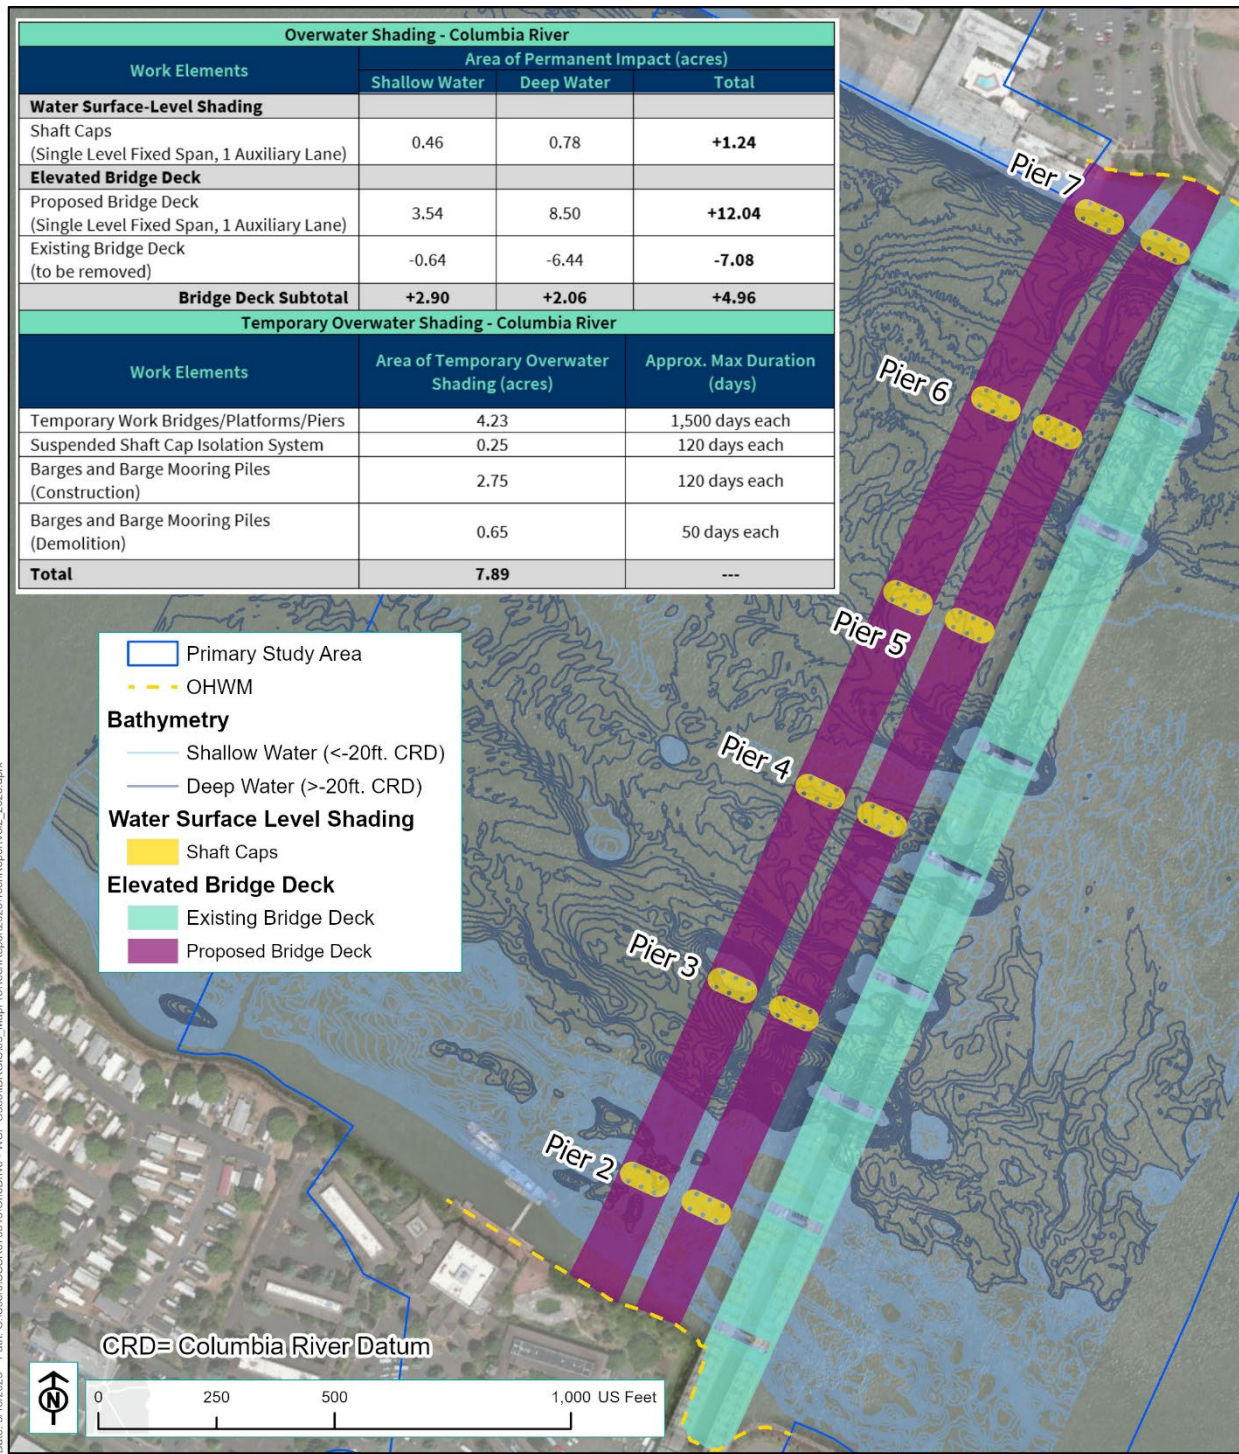 Overwater Shading - Columbia River
Work Elements
Area of Permanent Impact (acres)
Shallow Water Deep Water Total
Water Surface-Level Shading
Shaft Caps
(Single Level Fixed Span, 1 Auxiliary Lane) 0.46 0.78 +1.24
Elevated Bridge Deck
Proposed Bridge Deck
(Single Level Fixed Span, 1 Auxiliary Lane) 3.54 8.50 +12.04
Existing Bridge Deck
(to be removed) -0.64 -6.44 -7.08
Bridge Deck Subtotal +2.90 +2.06 +4.96
Temporary Overwater Shading - Columbia River
Work Elements
Area of Temporary Overwater
Shading (acres)
Approx. Max Duration
(days)
Temporary Work Bridges/Platforms/Piers 4.23 1,500 days each
Suspended Shaft Cap Isolation System 0.25 120 days each
Barges and Barge Mooring Piles
(Construction) 2.75 120 days each
Barges and Barge Mooring Piles
(Demolition) 0.65 50 days each
Total 7.89 ---
Pier 7
Pier 6
Pier 5
Pier 4
Pier 3
Pier 2
Primary Study Area
OHWM
Bathymetry
Shallow Water (<-20ft. CRD)
Deep Water (>-20ft. CRD)
Water Surface Level Shading
Shaft Caps
Elevated Bridge Deck
Existing Bridge Deck
Proposed Bridge Deck
CRD= Columbia River Datum
N
0 250 500 1,000 US Feet